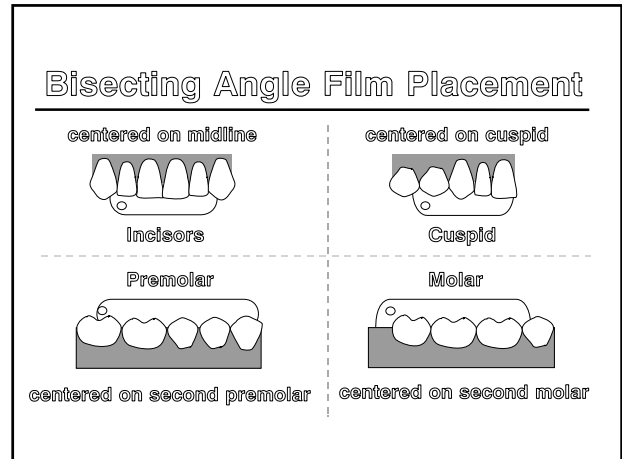 Bisecting Angle Film Placement
centered on midline
centered on cuspid
Incisors
Cuspid
Premolar
Molar
centered on second premolar
centered on second molar